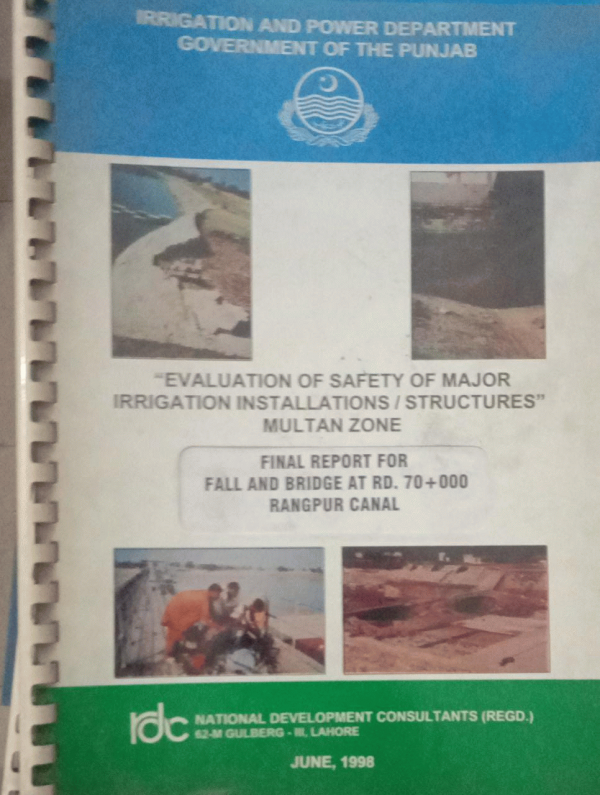 IRRIGATION AND POWER DEPARTMENT
GOVERNMENT OF THE PUNJAB
“EVALUATION OF SAFETY OF MAJOR
IRRIGATION INSTALLATIONS / STRUCTURES”
MULTAN ZONE
FINAL REPORT FOR
FALL AND BRIDGE AT RD. 70+000
RANGPUR CANAL
ndc NATIONAL DEVELOPMENT CONSULTANTS (REGD.)
62-M GULBERG - III, LAHORE
JUNE, 1998